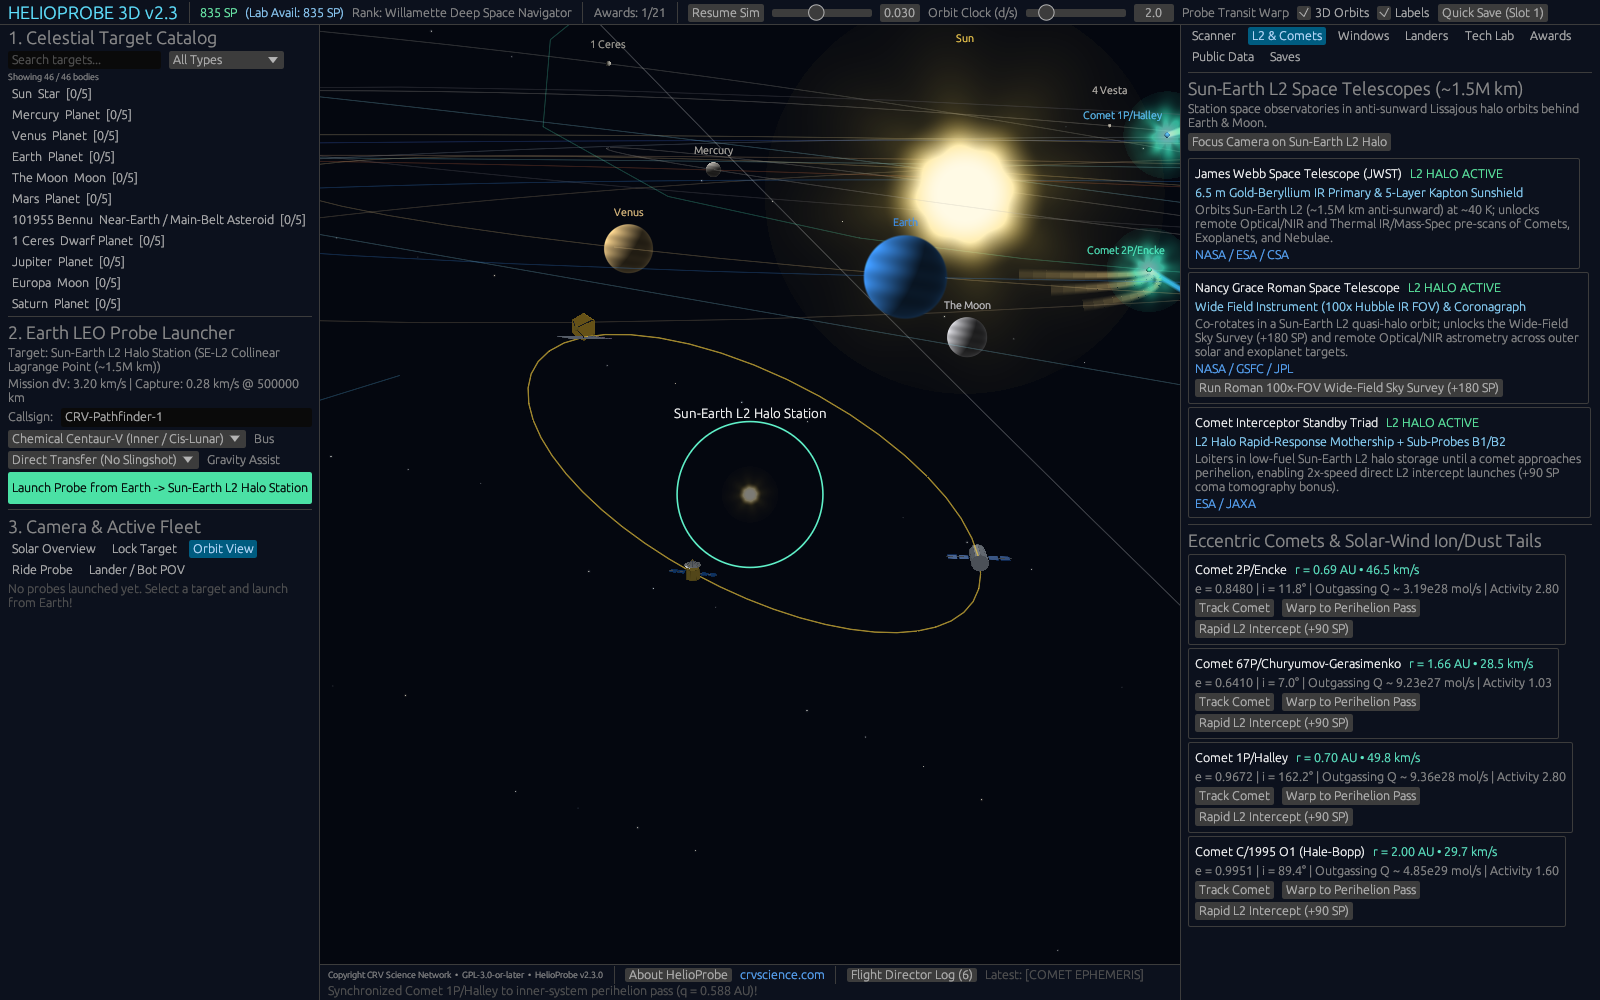 HELIOPROBE 3D v2.3
835 SP (Lab Avail: 835 SP) Rank: Willamette Deep Space Navigator Awards: 1/21 Resume Sim 0.030 Orbit Clock (d/s) 2.0 Probe Transit Warp 3D Orbits Labels Quick Save (Slot 1)
1. Celestial Target Catalog
Search targets... All Types
Showing 46 / 46 bodies
Sun Star [0/5]
Mercury Planet [0/5]
Venus Planet [0/5]
Earth Planet [0/5]
The Moon Moon [0/5]
Mars Planet [0/5]
101955 Bennu Near-Earth / Main-Belt Asteroid [0/5]
1 Ceres Dwarf Planet [0/5]
Jupiter Planet [0/5]
Europa Moon [0/5]
Saturn Planet [0/5]
2. Earth LEO Probe Launcher
Target: Sun-Earth L2 Halo Station (SE-L2 Collinear
Lagrange Point (~1.5M km))
Mission dV: 3.20 km/s | Capture: 0.28 km/s @ 500000
km
Callsign: CRV-Pathfinder-1
Chemical Centaur-V (Inner / Cis-Lunar) Bus
Direct Transfer (No Slingshot) Gravity Assist
Launch Probe from Earth -> Sun-Earth L2 Halo Station
3. Camera & Active Fleet
Solar Overview Lock Target Orbit View
Ride Probe Lander / Bot POV
No probes launched yet. Select a target and launch
from Earth!
Sun
1 Ceres
4 Vesta
Comet 1P/Halley
Mercury
Venus
Earth
Comet 2P/Encke
The Moon
Sun-Earth L2 Halo Station
Copyright CRV Science Network • GPL-3.0-or-later • HelioProbe v2.3.0 About HelioProbe crvscience.com Flight Director Log (6) Latest: [COMET EPHEMERIS]
Synchronized Comet 1P/Halley to inner-system perihelion pass (q = 0.588 AU)!
Scanner L2 & Comets Windows Landers Tech Lab Awards
Public Data Saves
Sun-Earth L2 Space Telescopes (~1.5M km)
Station space observatories in anti-sunward Lissajous halo orbits behind
Earth & Moon.
Focus Camera on Sun-Earth L2 Halo
James Webb Space Telescope (JWST) L2 HALO ACTIVE
6.5 m Gold-Beryllium IR Primary & 5-Layer Kapton Sunshield
Orbits Sun-Earth L2 (~1.5M km anti-sunward) at ~40 K; unlocks
remote Optical/NIR and Thermal IR/Mass-Spec pre-scans of Comets,
Exoplanets, and Nebulae.
NASA / ESA / CSA
Nancy Grace Roman Space Telescope L2 HALO ACTIVE
Wide Field Instrument (100x Hubble IR FOV) & Coronagraph
Co-rotates in a Sun-Earth L2 quasi-halo orbit; unlocks the Wide-Field
Sky Survey (+180 SP) and remote Optical/NIR astrometry across outer
solar and exoplanet targets.
NASA / GSFC / JPL
Run Roman 100x-FOV Wide-Field Sky Survey (+180 SP)
Comet Interceptor Standby Triad L2 HALO ACTIVE
L2 Halo Rapid-Response Mothership + Sub-Probes B1/B2
Loiters in low-fuel Sun-Earth L2 halo storage until a comet approaches
perihelion, enabling 2x-speed direct L2 intercept launches (+90 SP
coma tomography bonus).
ESA / JAXA
Eccentric Comets & Solar-Wind Ion/Dust Tails
Comet 2P/Encke r = 0.69 AU • 46.5 km/s
e = 0.8480 | i = 11.8° | Outgassing Q ~ 3.19e28 mol/s | Activity 2.80
Track Comet Warp to Perihelion Pass
Rapid L2 Intercept (+90 SP)
Comet 67P/Churyumov-Gerasimenko r = 1.66 AU • 28.5 km/s
e = 0.6410 | i = 7.0° | Outgassing Q ~ 9.23e27 mol/s | Activity 1.03
Track Comet Warp to Perihelion Pass
Rapid L2 Intercept (+90 SP)
Comet 1P/Halley r = 0.70 AU • 49.8 km/s
e = 0.9672 | i = 162.2° | Outgassing Q ~ 9.36e28 mol/s | Activity 2.80
Track Comet Warp to Perihelion Pass
Rapid L2 Intercept (+90 SP)
Comet C/1995 O1 (Hale-Bopp) r = 2.00 AU • 29.7 km/s
e = 0.9951 | i = 89.4° | Outgassing Q ~ 4.85e29 mol/s | Activity 1.60
Track Comet Warp to Perihelion Pass
Rapid L2 Intercept (+90 SP)